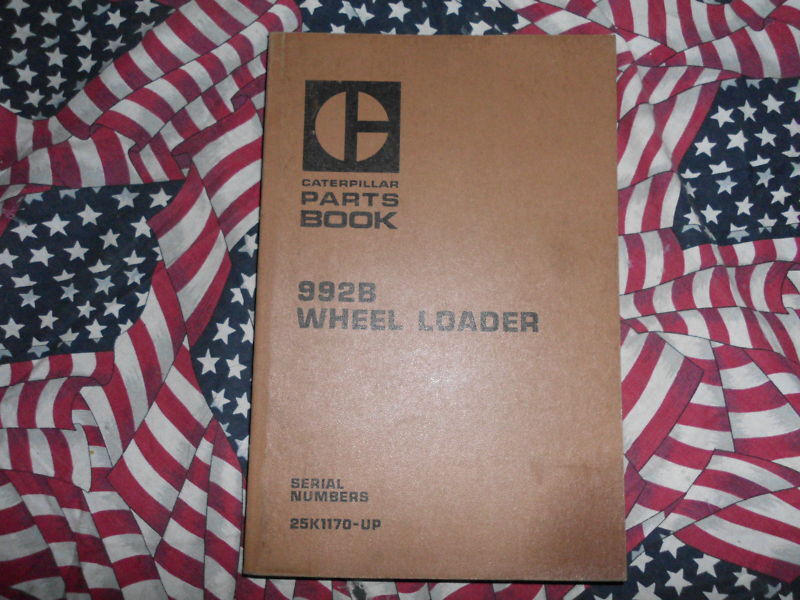 CATERPILLAR
PARTS
BOOK
992B
WHEEL LOADER
SERIAL
NUMBERS
25K1170-UP